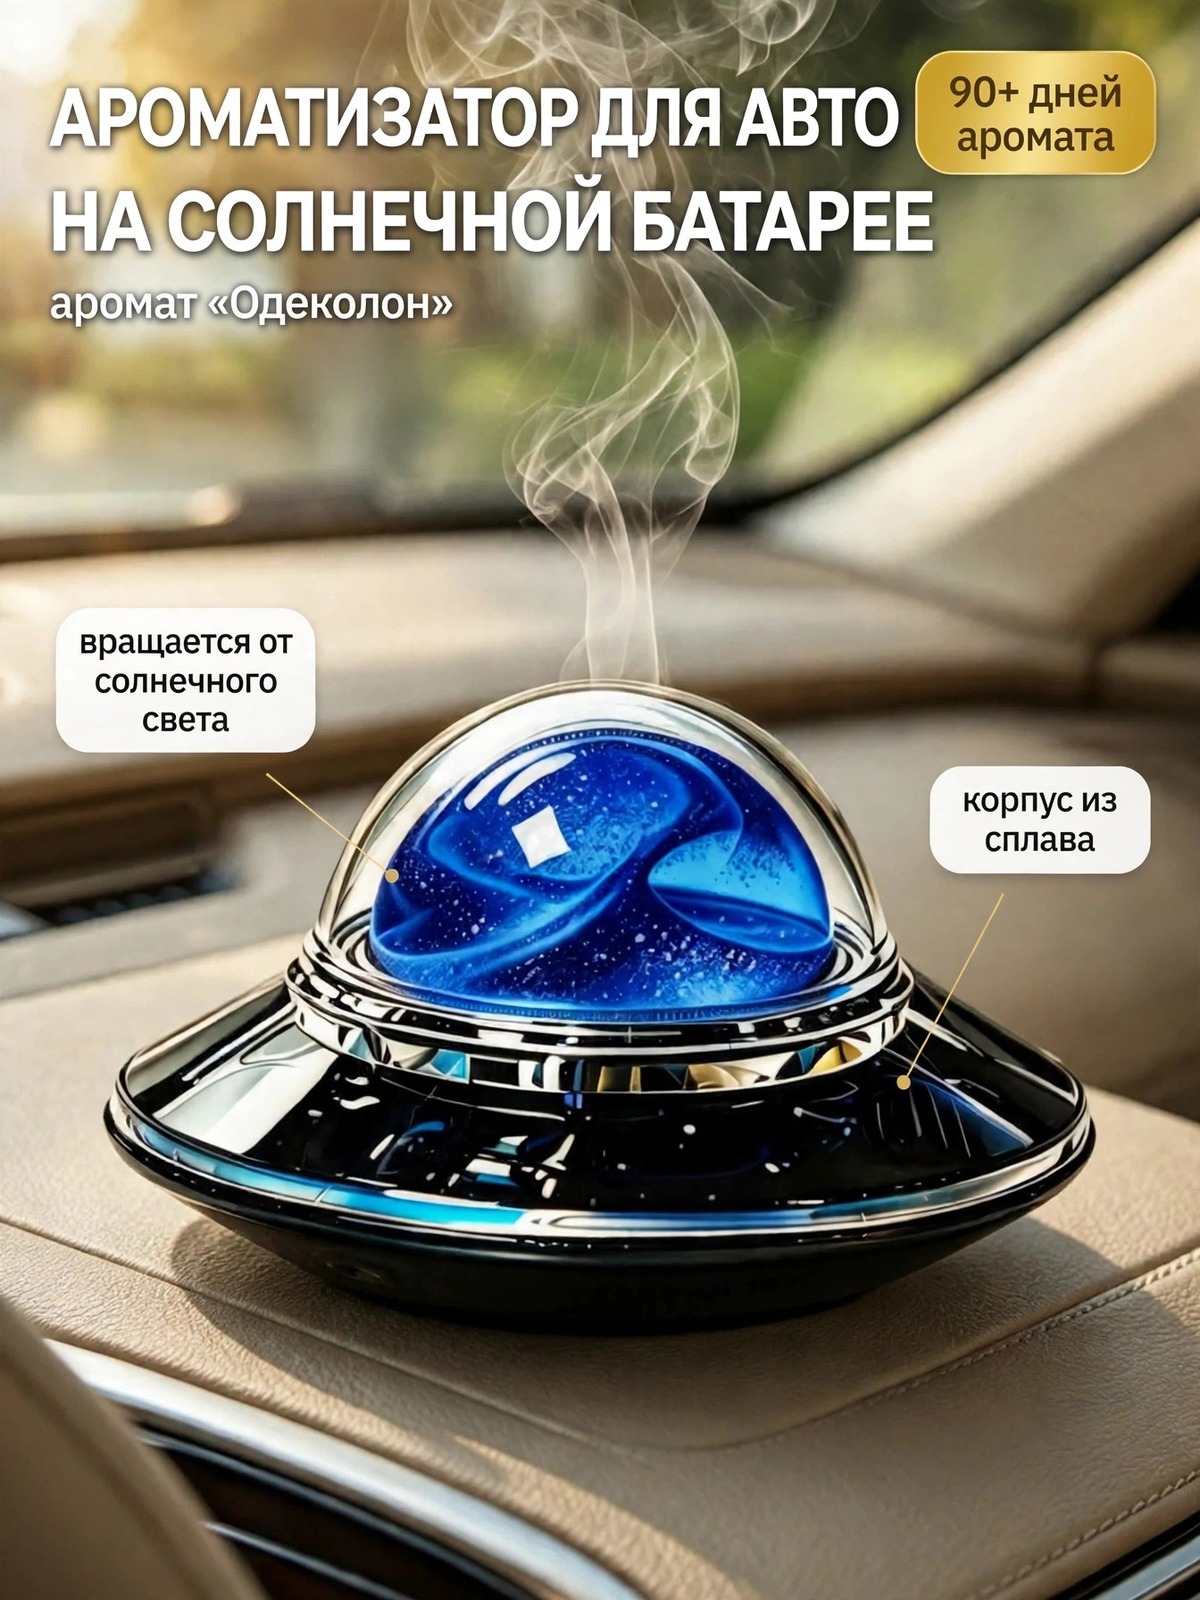 АРОМАТИЗАТОР ДЛЯ АВТО
НА СОЛНЕЧНОЙ БАТАРЕЕ
аромат «Одеколон»
90+ дней
аромата
вращается от
солнечного
света
корпус из
сплава